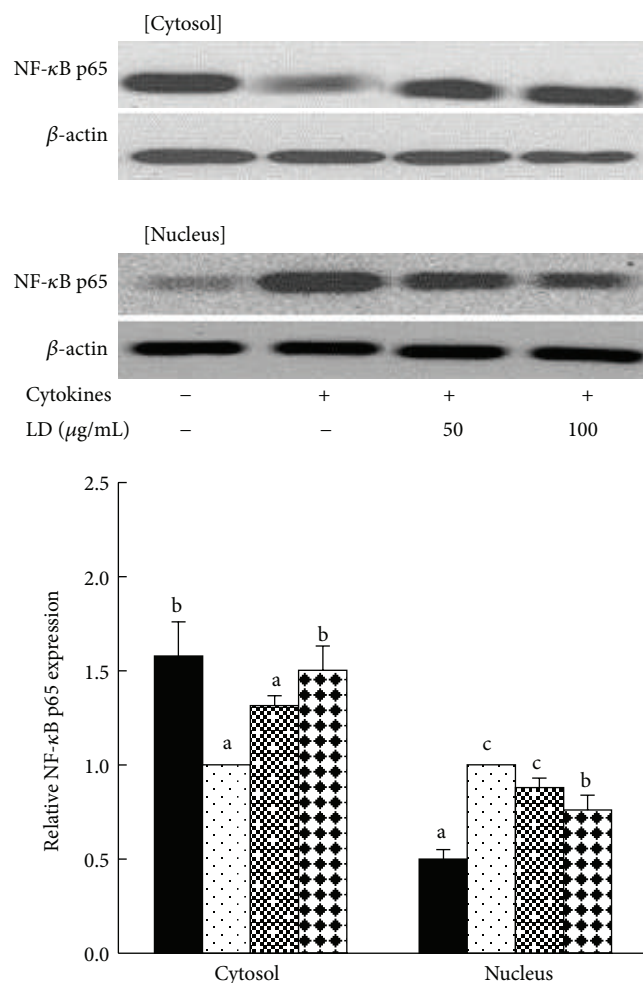 [Cytosol]
NF-κB p65
β-actin
[Nucleus]
NF-κB p65
β-actin
Cytokines − + + +
LD (μg/mL) − − 50 100
2.5
2.0
1.5
1.0
0.5
0.0
Relative NF-κB p65 expression
b
a
a
b
a
c
c
b
Cytosol Nucleus